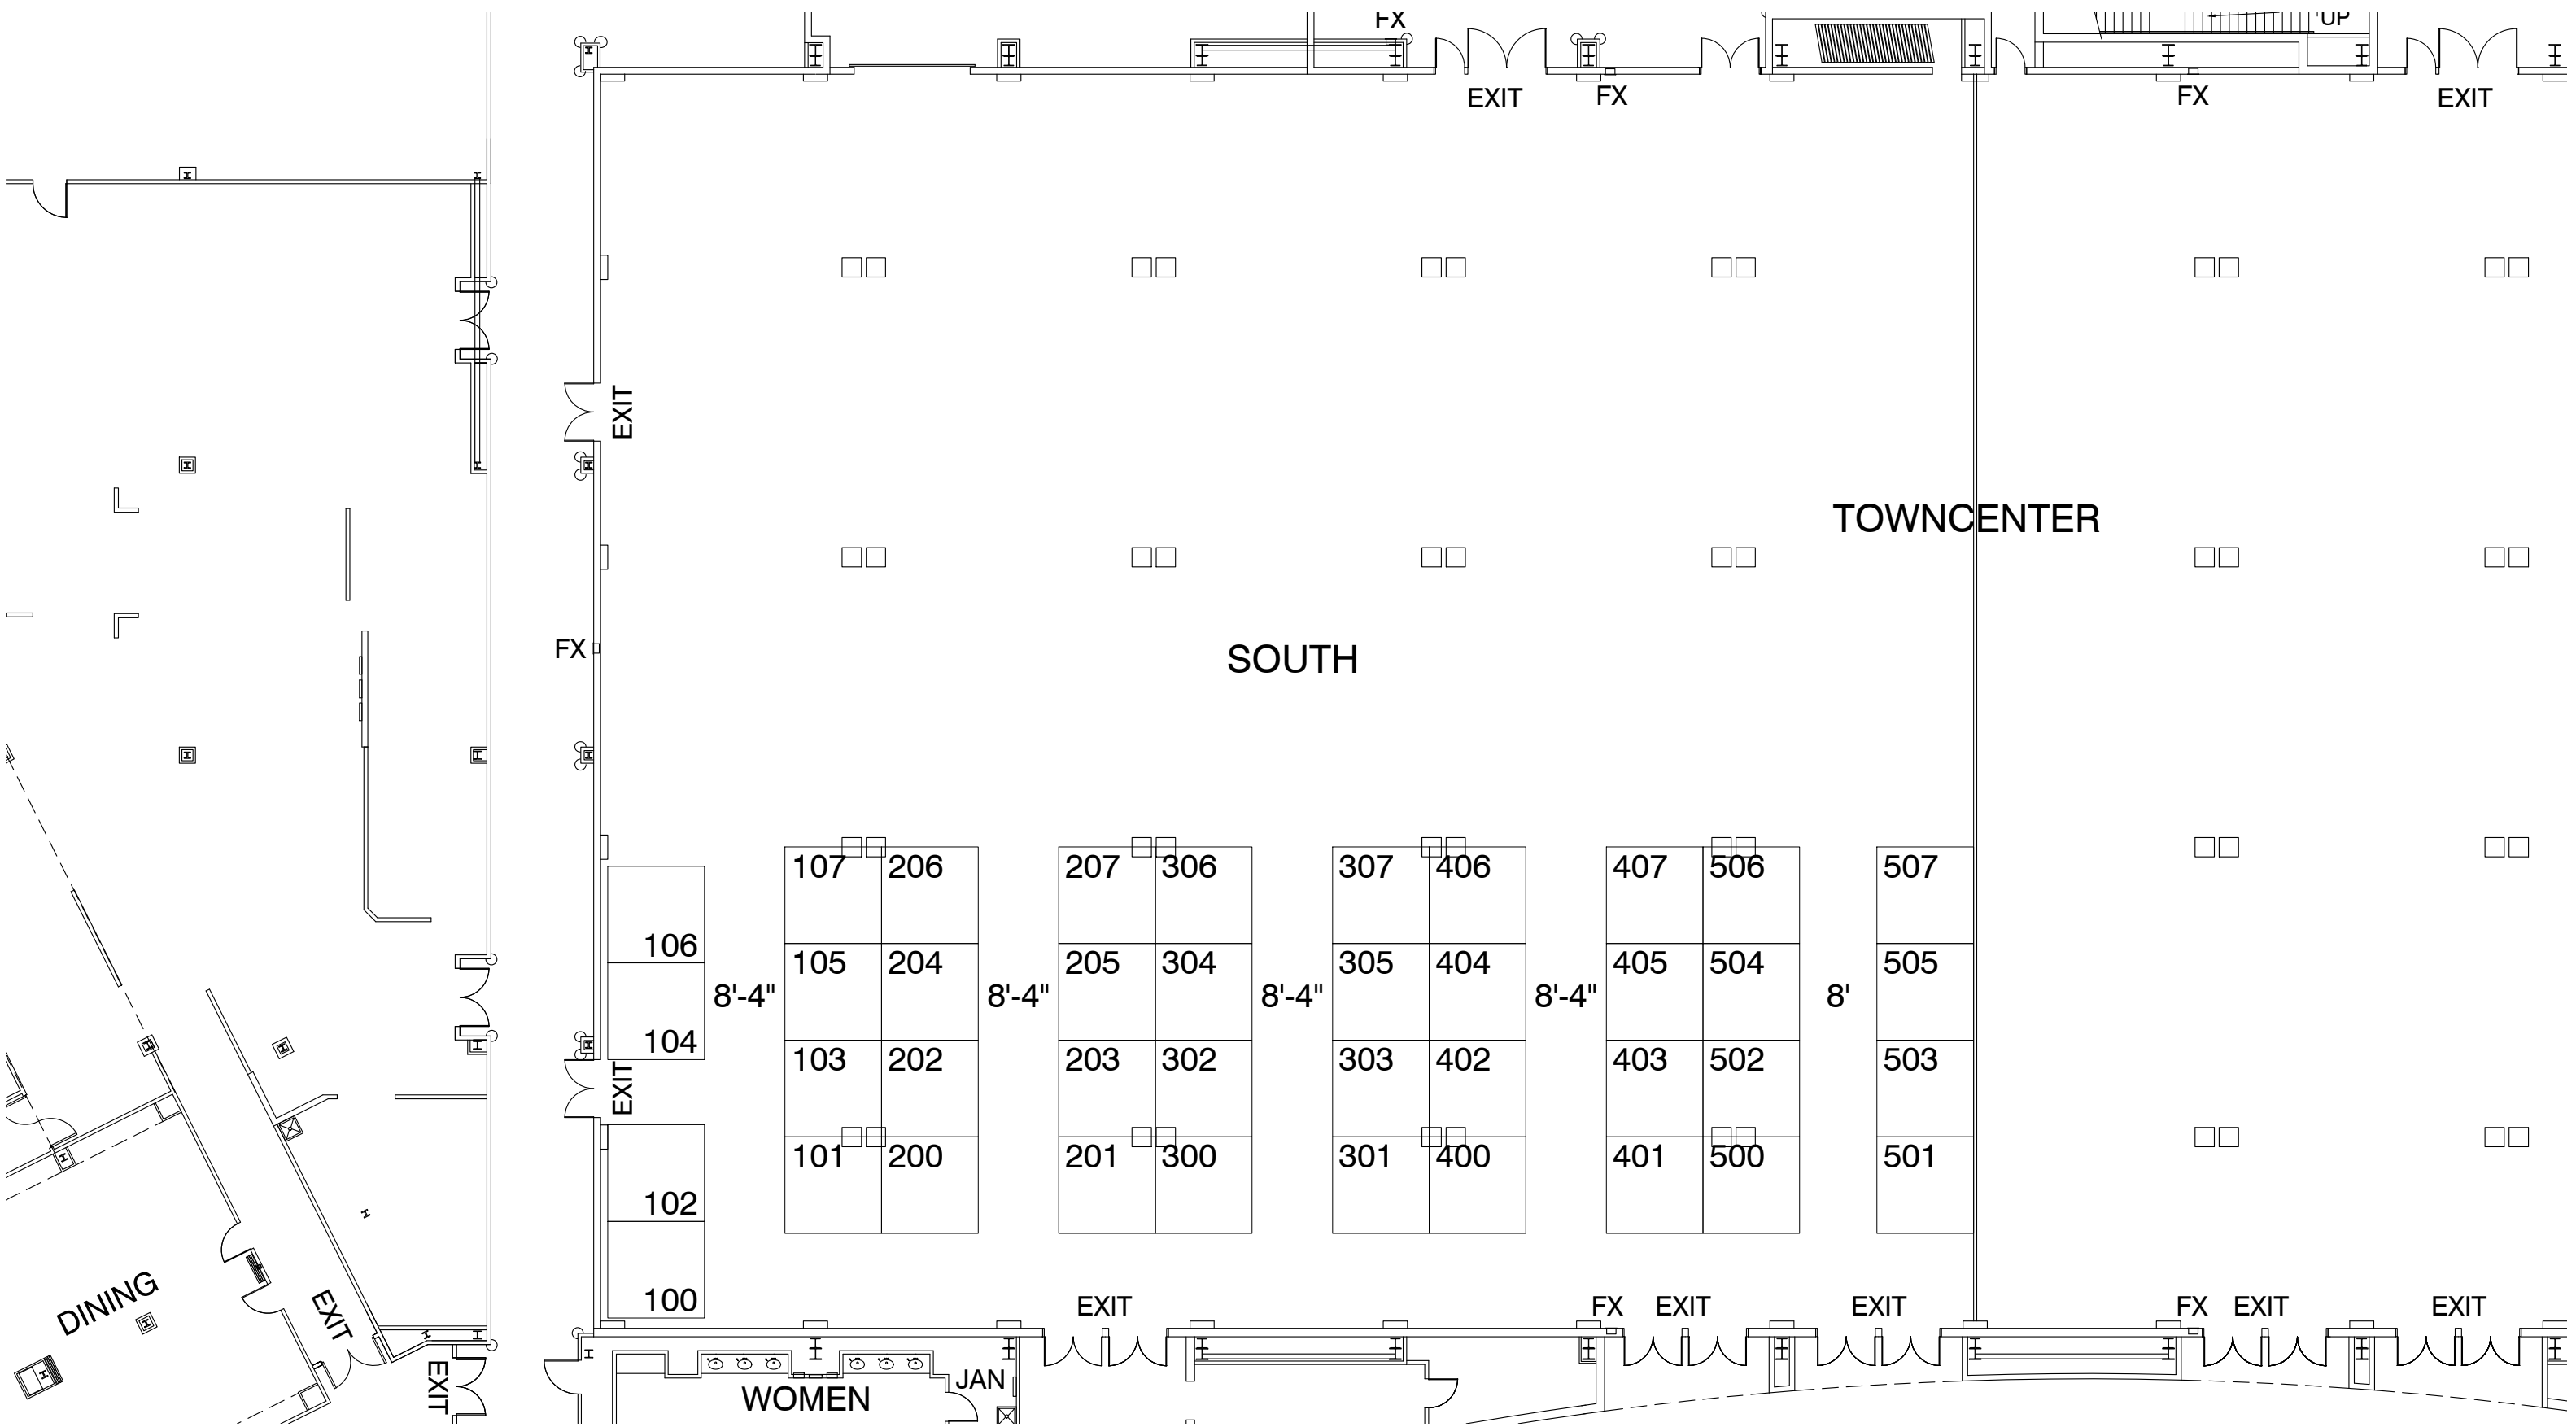 FX
UP
EXIT
FX
FX
EXIT
EXIT
TOWNCENTER
FX
SOUTH
107 206
207 306
307 406
407 506
507
106
105 204
205 304
305 404
405 504
505
8'-4"
8'-4"
8'-4"
8'-4"
8'
104
103 202
203 302
303 402
403 502
503
EXIT
101 200
201 300
301 400
401 500
501
102
100
DINING
EXIT
EXIT
EXIT
FX
EXIT
EXIT
FX
EXIT
EXIT
WOMEN
JAN